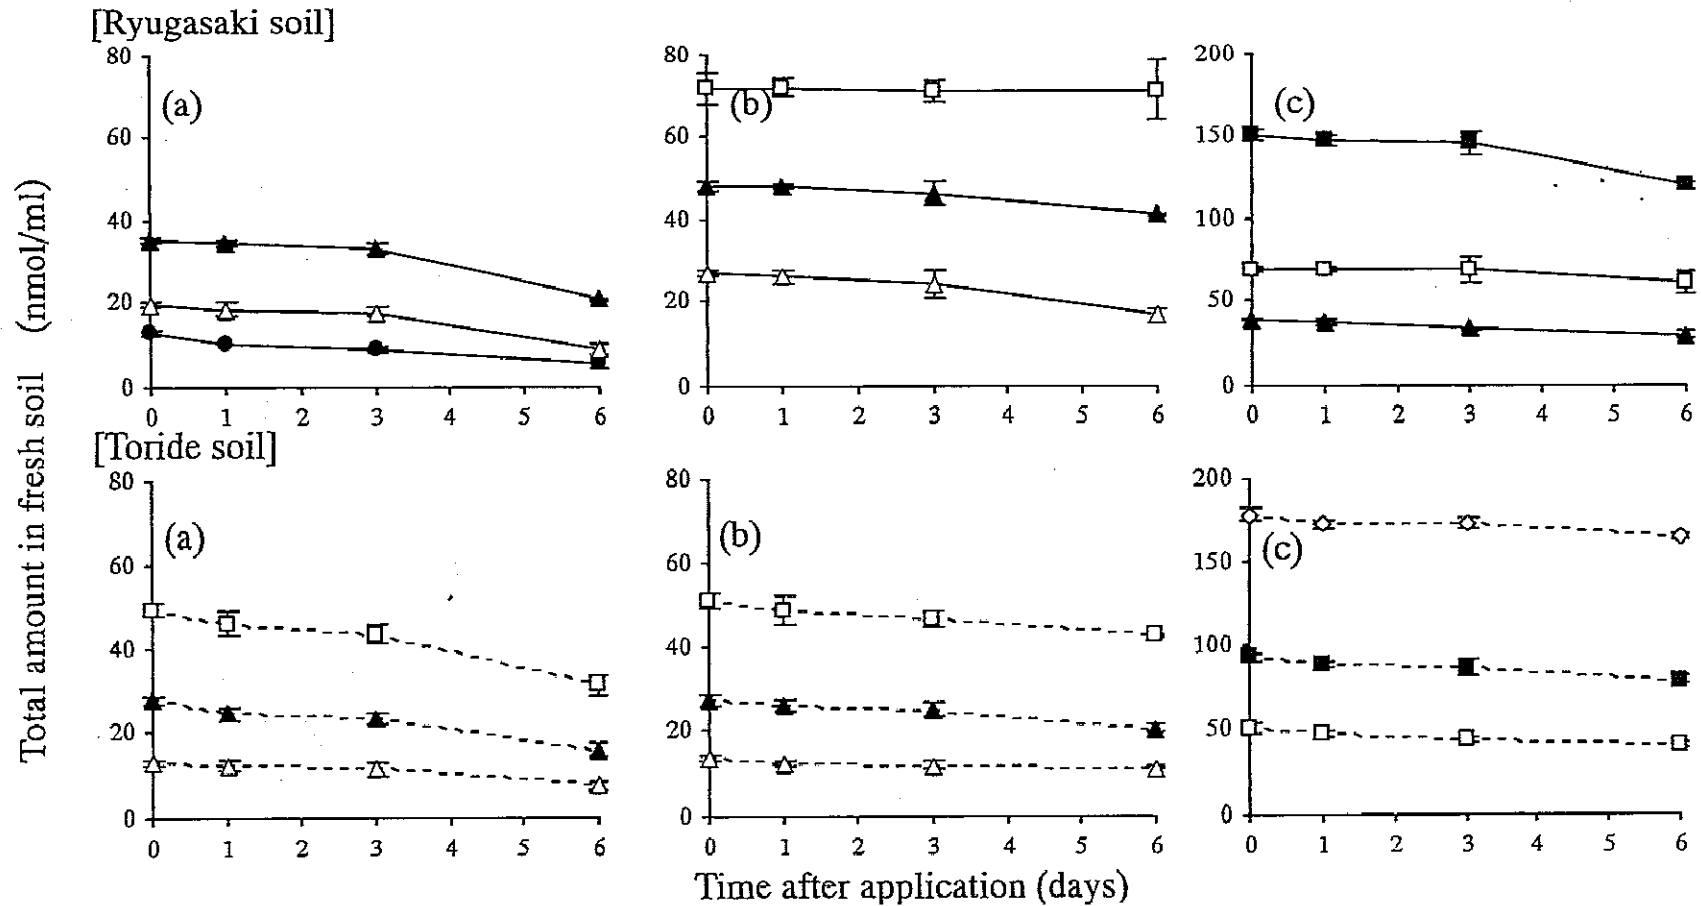 [Ryugasaki soil]
80
60
40
20
0
(a)
0 1 2 3 4 5 6
80
60
40
20
0
(b)
0 1 2 3 4 5 6
200
150
100
50
0
(c)
0 1 2 3 4 5 6
Total amount in fresh soil (nmol/ml)
[Toride soil]
80
60
40
20
0
(a)
0 1 2 3 4 5 6
80
60
40
20
0
(b)
0 1 2 3 4 5 6
200
150
100
50
0
(c)
0 1 2 3 4 5 6
Time after application (days)